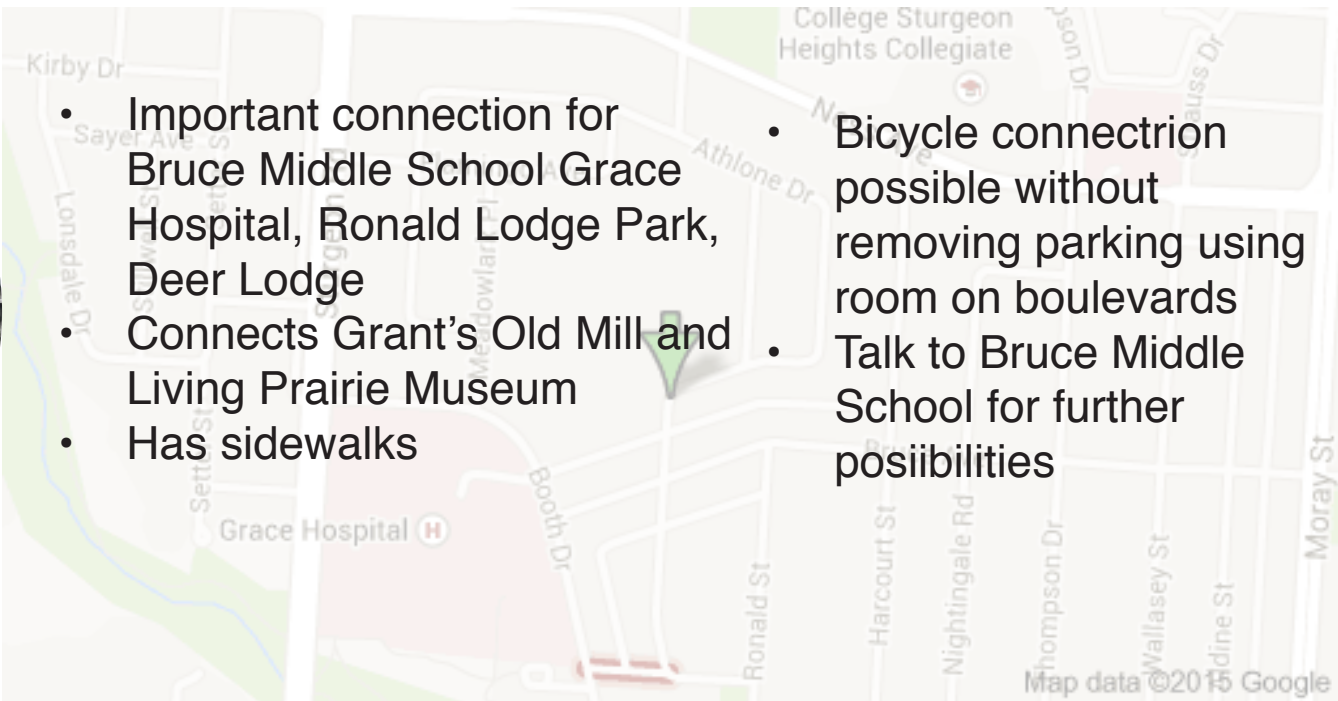 • Important connection for
Bruce Middle School Grace
Hospital, Ronald Lodge Park,
Deer Lodge
• Connects Grant’s Old Mill and
Living Prairie Museum
• Has sidewalks
• Bicycle connectrion
possible without
removing parking using
room on boulevards
• Talk to Bruce Middle
School for further
posiibilities
College Sturgeon
Heights Collegiate
Kirby Dr
Sayer Ave
Athlone Dr
Lonsdale Dr
Booth Dr
Grace Hospital H
Ronald St
Harcourt St
Nightingale Rd
Thompson Dr
Wallasey St
Moray St
Map data ©2015 Google